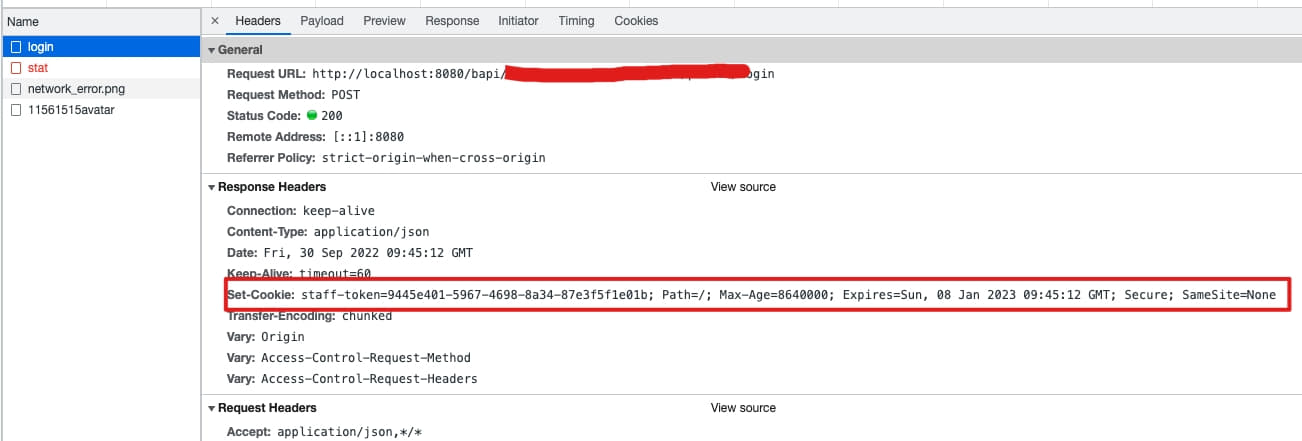 Name
login
stat
network_error.png
11561515avatar
× Headers Payload Preview Response Initiator Timing Cookies
▼General
Request URL: http://localhost:8080/bapi/ ogin
Request Method: POST
Status Code: 200
Remote Address: [::1]:8080
Referrer Policy: strict-origin-when-cross-origin
▼Response Headers View source
Connection: keep-alive
Content-Type: application/json
Date: Fri, 30 Sep 2022 09:45:12 GMT
Keep-Alive: timeout=60
Set-Cookie: staff-token=9445e401-5967-4698-8a34-87e3f5f1e01b; Path=/; Max-Age=8640000; Expires=Sun, 08 Jan 2023 09:45:12 GMT; Secure; SameSite=None
Transfer-Encoding: chunked
Vary: Origin
Vary: Access-Control-Request-Method
Vary: Access-Control-Request-Headers
▼Request Headers View source
Accept: application/json,*/*